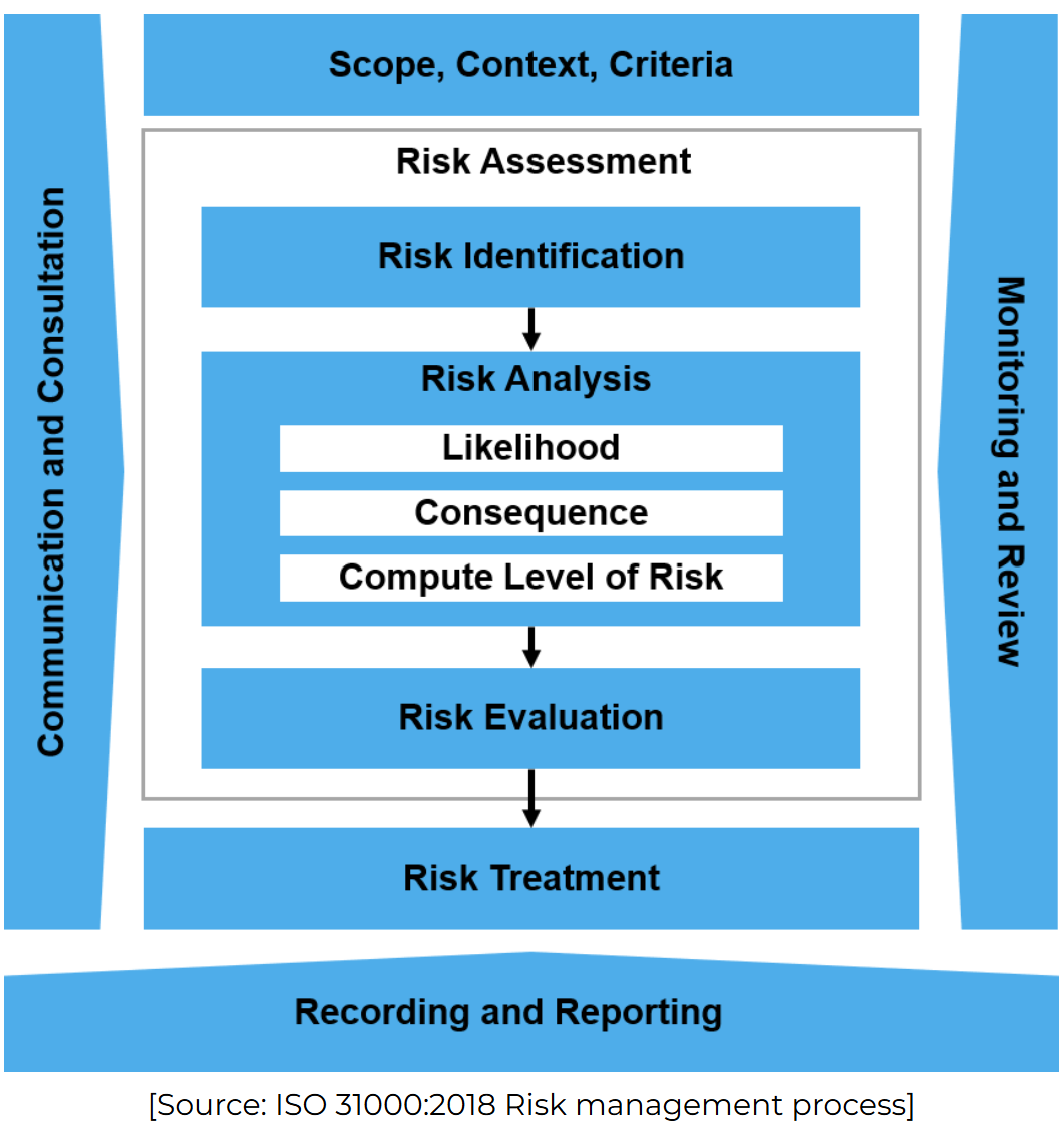 Scope, Context, Criteria
Risk Assessment
Risk Identification
Risk Analysis
Likelihood
Consequence
Compute Level of Risk
Risk Evaluation
Risk Treatment
Communication and Consultation
Monitoring and Review
Recording and Reporting
[Source: ISO 31000:2018 Risk management process]